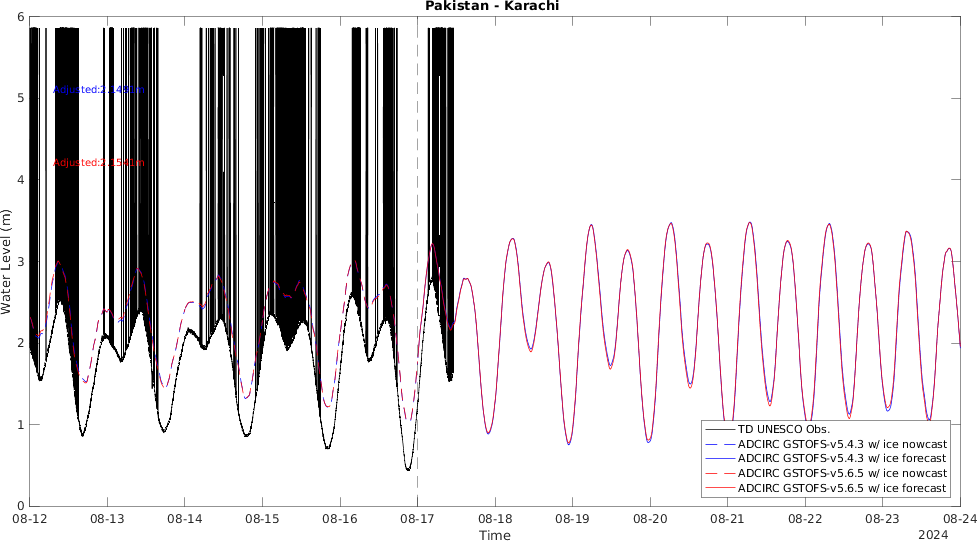 Pakistan - Karachi
6
5
4
3
2
1
0
Water Level (m)
08-12 08-13 08-14 08-15 08-16 08-17 08-18 08-19 08-20 08-21 08-22 08-23 08-24
Time
2024
TD UNESCO Obs.
ADCIRC GSTOFS-v5.4.3 w/ ice nowcast
ADCIRC GSTOFS-v5.4.3 w/ ice forecast
ADCIRC GSTOFS-v5.6.5 w/ ice nowcast
ADCIRC GSTOFS-v5.6.5 w/ ice forecast